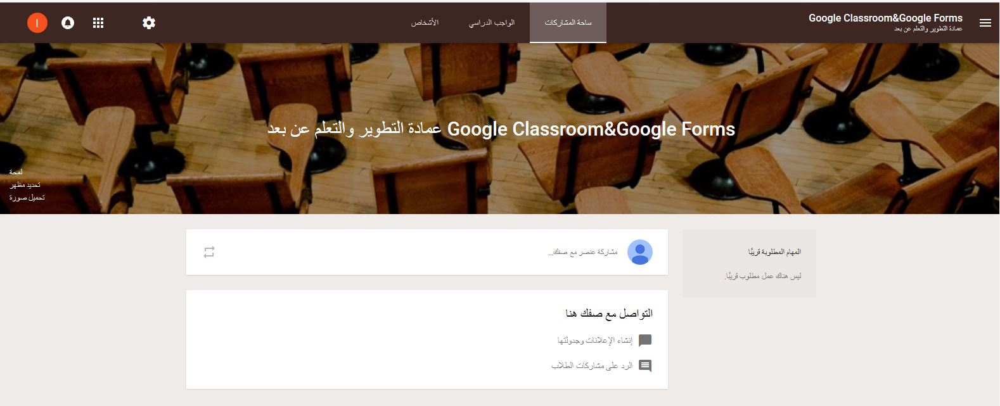 Google Classroom&Google Forms
عمادة التطوير والتعلم عن بعد
ساحة المشاركات
الواجب الدراسي
الأشخاص
ا
Google Classroom&Google Forms عمادة التطوير والتعلم عن بعد
لمحة
تحديد مظهر
تحميل صورة
المهام المطلوبة قريبًا
ليس هناك عمل مطلوب قريبًا.
مشاركة عنصر مع صفك...
التواصل مع صفك هنا
إنشاء الإعلانات وجدولتها
الرد على مشاركات الطلاب